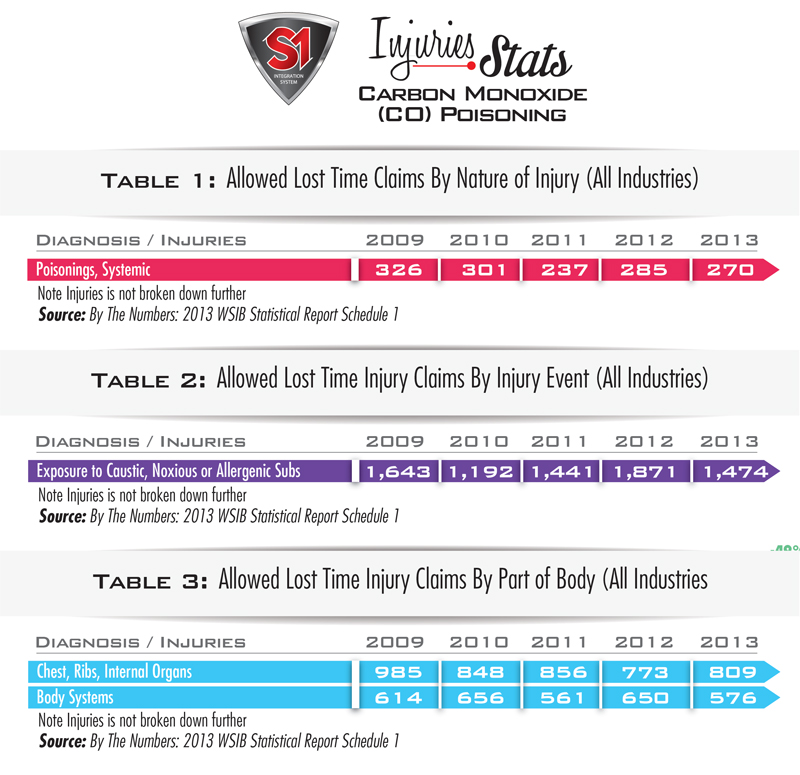 S1
INTEGRATION
SYSTEM
Injuries Stats
CARBON MONOXIDE
(CO) POISONING
TABLE 1: Allowed Lost Time Claims By Nature of Injury (All Industries)
DIAGNOSIS / INJURIES 2009 2010 2011 2012 2013
Poisonings, Systemic 326 301 237 285 270
Note Injuries is not broken down further
Source: By The Numbers: 2013 WSIB Statistical Report Schedule 1
TABLE 2: Allowed Lost Time Injury Claims By Injury Event (All Industries)
DIAGNOSIS / INJURIES 2009 2010 2011 2012 2013
Exposure to Caustic, Noxious or Allergenic Subs 1,643 1,192 1,441 1,871 1,474
Note Injuries is not broken down further
Source: By The Numbers: 2013 WSIB Statistical Report Schedule 1
TABLE 3: Allowed Lost Time Injury Claims By Part of Body (All Industries
DIAGNOSIS / INJURIES 2009 2010 2011 2012 2013
Chest, Ribs, Internal Organs 985 848 856 773 809
Body Systems 614 656 561 650 576
Note Injuries is not broken down further
Source: By The Numbers: 2013 WSIB Statistical Report Schedule 1